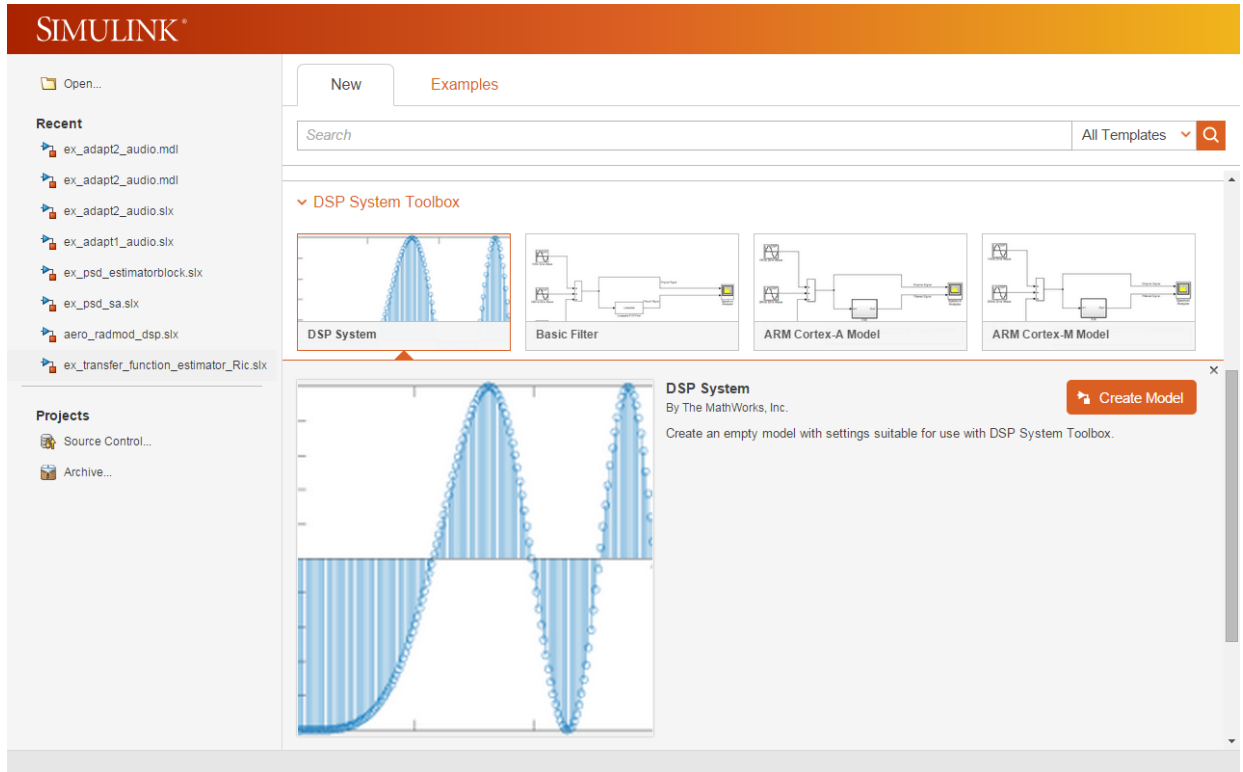 SIMULINK®
Open...
New
Examples
Recent
Search
All Templates
ex_adapt2_audio.mdl
ex_adapt2_audio.mdl
ex_adapt2_audio.slx
ex_adapt1_audio.slx
ex_psd_estimatorblock.slx
ex_psd_sa.slx
aero_radmod_dsp.slx
ex_transfer_function_estimator_Ric.slx
Projects
Source Control...
Archive...
DSP System Toolbox
DSP System
Basic Filter
ARM Cortex-A Model
ARM Cortex-M Model
DSP System
By The MathWorks, Inc.
Create Model
Create an empty model with settings suitable for use with DSP System Toolbox.